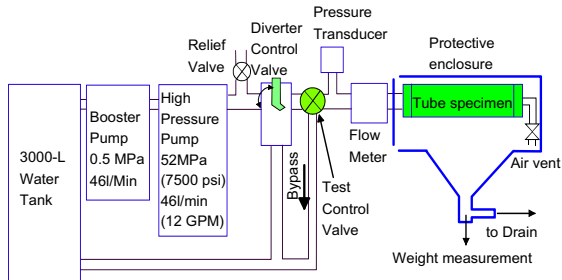 Pressure
Transducer
Diverter
Control
Valve
Relief
Valve
Protective
enclosure
3000-L
Water
Tank
Booster
Pump
0.5 MPa
46l/Min
High
Pressure
Pump
52MPa
(7500 psi)
46l/min
(12 GPM)
Bypass
Test
Control
Valve
Flow
Meter
Tube specimen
Air vent
to Drain
Weight measurement